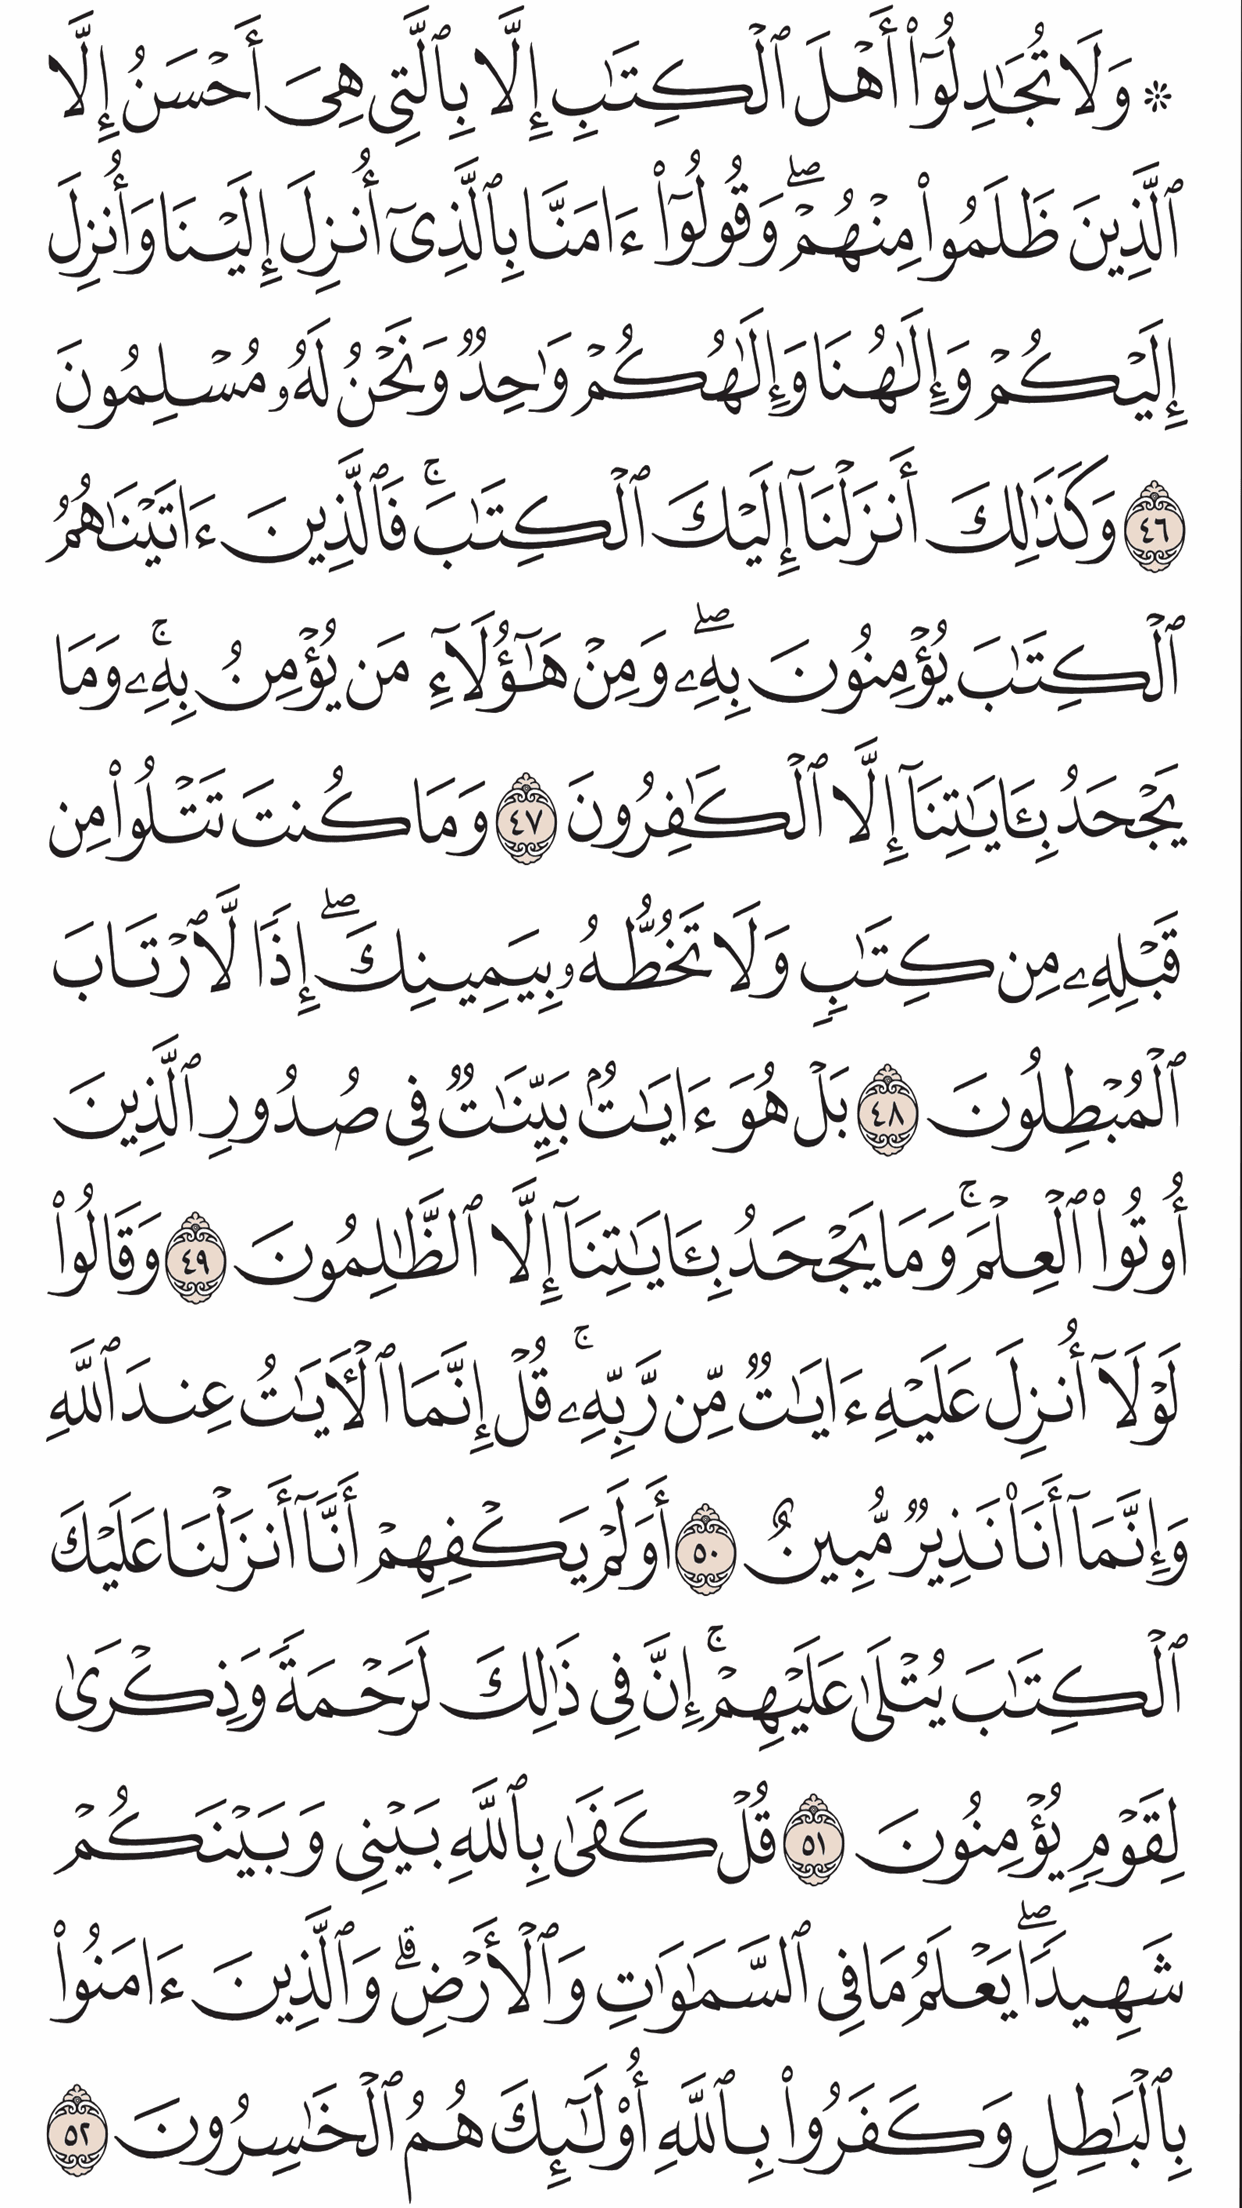 ۞ وَلَا تُجَٰدِلُوٓا۟ أَهْلَ ٱلْكِتَٰبِ إِلَّا بِٱلَّتِى هِىَ أَحْسَنُ إِلَّا
ٱلَّذِينَ ظَلَمُوا۟ مِنْهُمْ ۖ وَقُولُوٓا۟ ءَامَنَّا بِٱلَّذِىٓ أُنزِلَ إِلَيْنَا وَأُنزِلَ
إِلَيْكُمْ وَإِلَٰهُنَا وَإِلَٰهُكُمْ وَٰحِدٌ وَنَحْنُ لَهُۥ مُسْلِمُونَ
٤٦ وَكَذَٰلِكَ أَنزَلْنَآ إِلَيْكَ ٱلْكِتَٰبَ ۚ فَٱلَّذِينَ ءَاتَيْنَٰهُمُ
ٱلْكِتَٰبَ يُؤْمِنُونَ بِهِۦ ۖ وَمِنْ هَٰٓؤُلَآءِ مَن يُؤْمِنُ بِهِۦ ۚ وَمَا
يَجْحَدُ بِـَٔايَٰتِنَآ إِلَّا ٱلْكَٰفِرُونَ ٤٧ وَمَا كُنتَ تَتْلُوا۟ مِن
قَبْلِهِۦ مِن كِتَٰبٍ وَلَا تَخُطُّهُۥ بِيَمِينِكَ ۖ إِذًا لَّٱرْتَابَ
ٱلْمُبْطِلُونَ ٤٨ بَلْ هُوَ ءَايَٰتٌۢ بَيِّنَٰتٌ فِى صُدُورِ ٱلَّذِينَ
أُوتُوا۟ ٱلْعِلْمَ ۚ وَمَا يَجْحَدُ بِـَٔايَٰتِنَآ إِلَّا ٱلظَّٰلِمُونَ ٤٩ وَقَالُوا۟
لَوْلَآ أُنزِلَ عَلَيْهِ ءَايَٰتٌ مِّن رَّبِّهِۦ ۚ قُلْ إِنَّمَا ٱلْـَٔايَٰتُ عِندَ ٱللَّهِ
وَإِنَّمَآ أَنَا۠ نَذِيرٌ مُّبِينٌ ٥٠ أَوَلَمْ يَكْفِهِمْ أَنَّآ أَنزَلْنَا عَلَيْكَ
ٱلْكِتَٰبَ يُتْلَىٰ عَلَيْهِمْ ۚ إِنَّ فِى ذَٰلِكَ لَرَحْمَةً وَذِكْرَىٰ
لِقَوْمٍ يُؤْمِنُونَ ٥١ قُلْ كَفَىٰ بِٱللَّهِ بَيْنِى وَبَيْنَكُمْ
شَهِيدًا ۖ يَعْلَمُ مَا فِى ٱلسَّمَٰوَٰتِ وَٱلْأَرْضِ ۗ وَٱلَّذِينَ ءَامَنُوا۟
بِٱلْبَٰطِلِ وَكَفَرُوا۟ بِٱللَّهِ أُو۟لَٰٓئِكَ هُمُ ٱلْخَٰسِرُونَ ٥٢